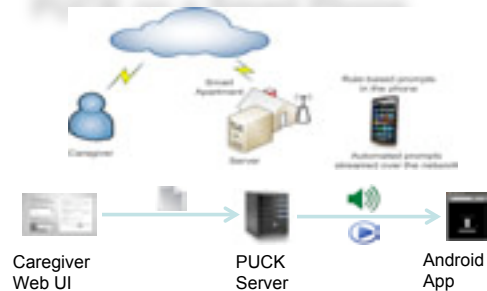 Smart
Apartment
Rule-based prompts
in the phone
Caregiver
Server
Automated prompts
streamed over the network
Caregiver
Web UI
PUCK
Server
Android
App